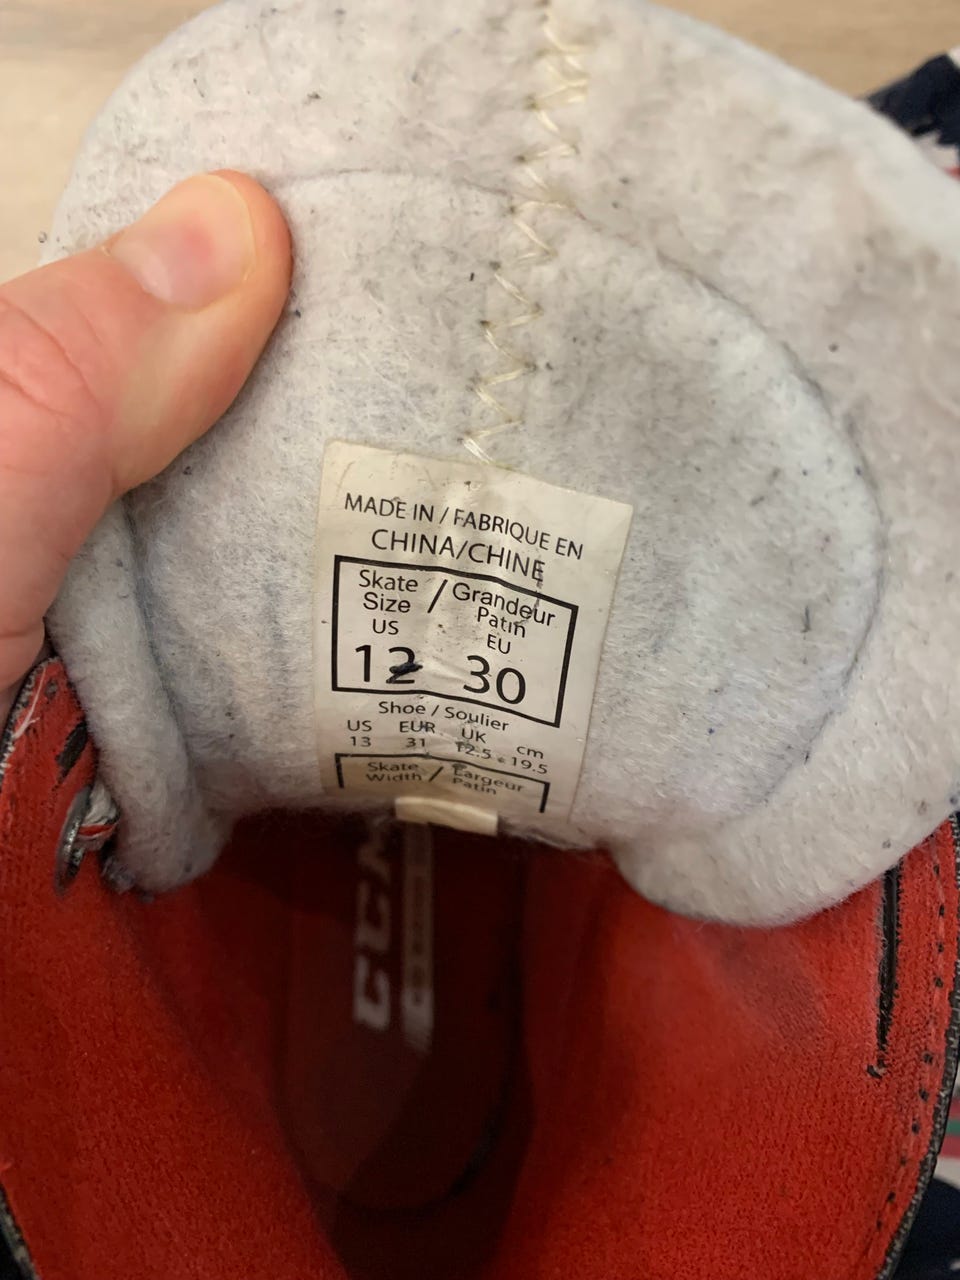 MADE IN / FABRIQUE EN
CHINA/CHINE
Skate Size / Grandeur Patin
US EU
12 30
Shoe / Soulier
US EUR UK cm
13 31 12.5 19.5
Skate Width / Largeur Patin
CCM